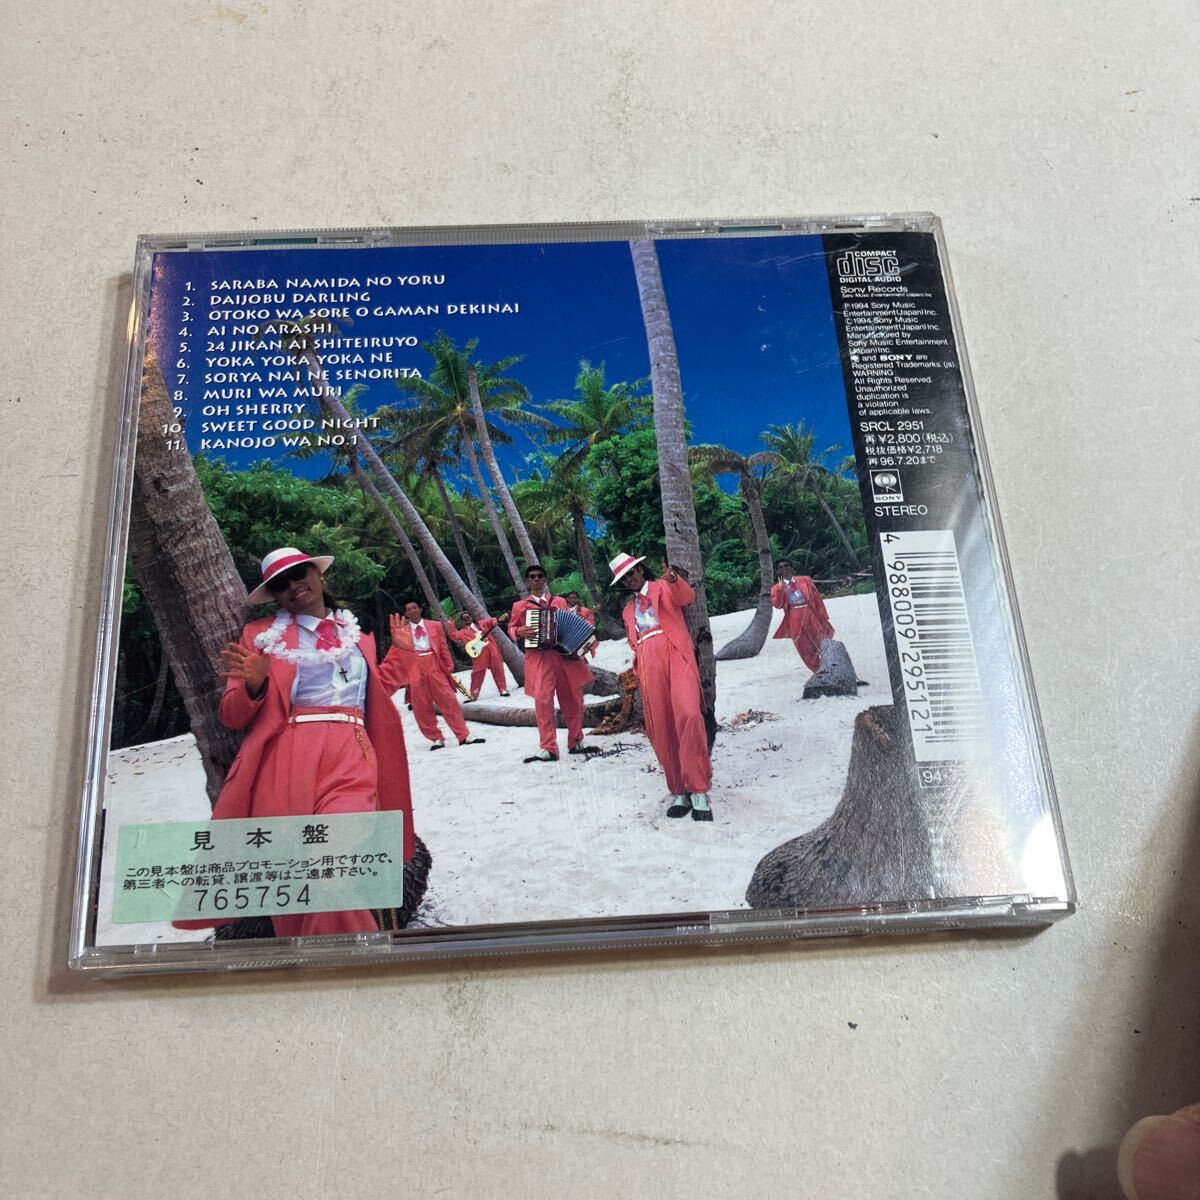 1. SARABA NAMIDA NO YORU
2. DAIJOBU DARLING
3. OTOKO WA SORE O GAMAN DEKINAI
4. AI NO ARASHI
5. 24 JIKAN AI SHITEIRUYO
6. YOKA YOKA YOKA NE
7. SORYA NAI NE SENORITA
8. MURI WA MURI
9. OH SHERRY
10. SWEET GOOD NIGHT
11. KANOJO WA NO.1
COMPACT
disc
DIGITAL AUDIO
Sony Records
Sony Music Entertainment (Japan) Inc.
℗1994 Sony Music
Entertainment(Japan)Inc.
©1994 Sony Music
Entertainment(Japan)Inc.
Manufactured by
Sony Music Entertainment
(Japan)Inc.
and SONY are
Registered Trademarks. (js)
WARNING:
All Rights Reserved.
Unauthorized
duplication is
a violation
of applicable laws.
SRCL 2951
再¥2,800(税込)
税抜価格¥2,718
再96.7.20まで
SONY
STEREO
4 988009 295121
94
見本盤
この見本盤は商品プロモーション用ですので、
第三者への転貸、譲渡等はご遠慮下さい。
765754